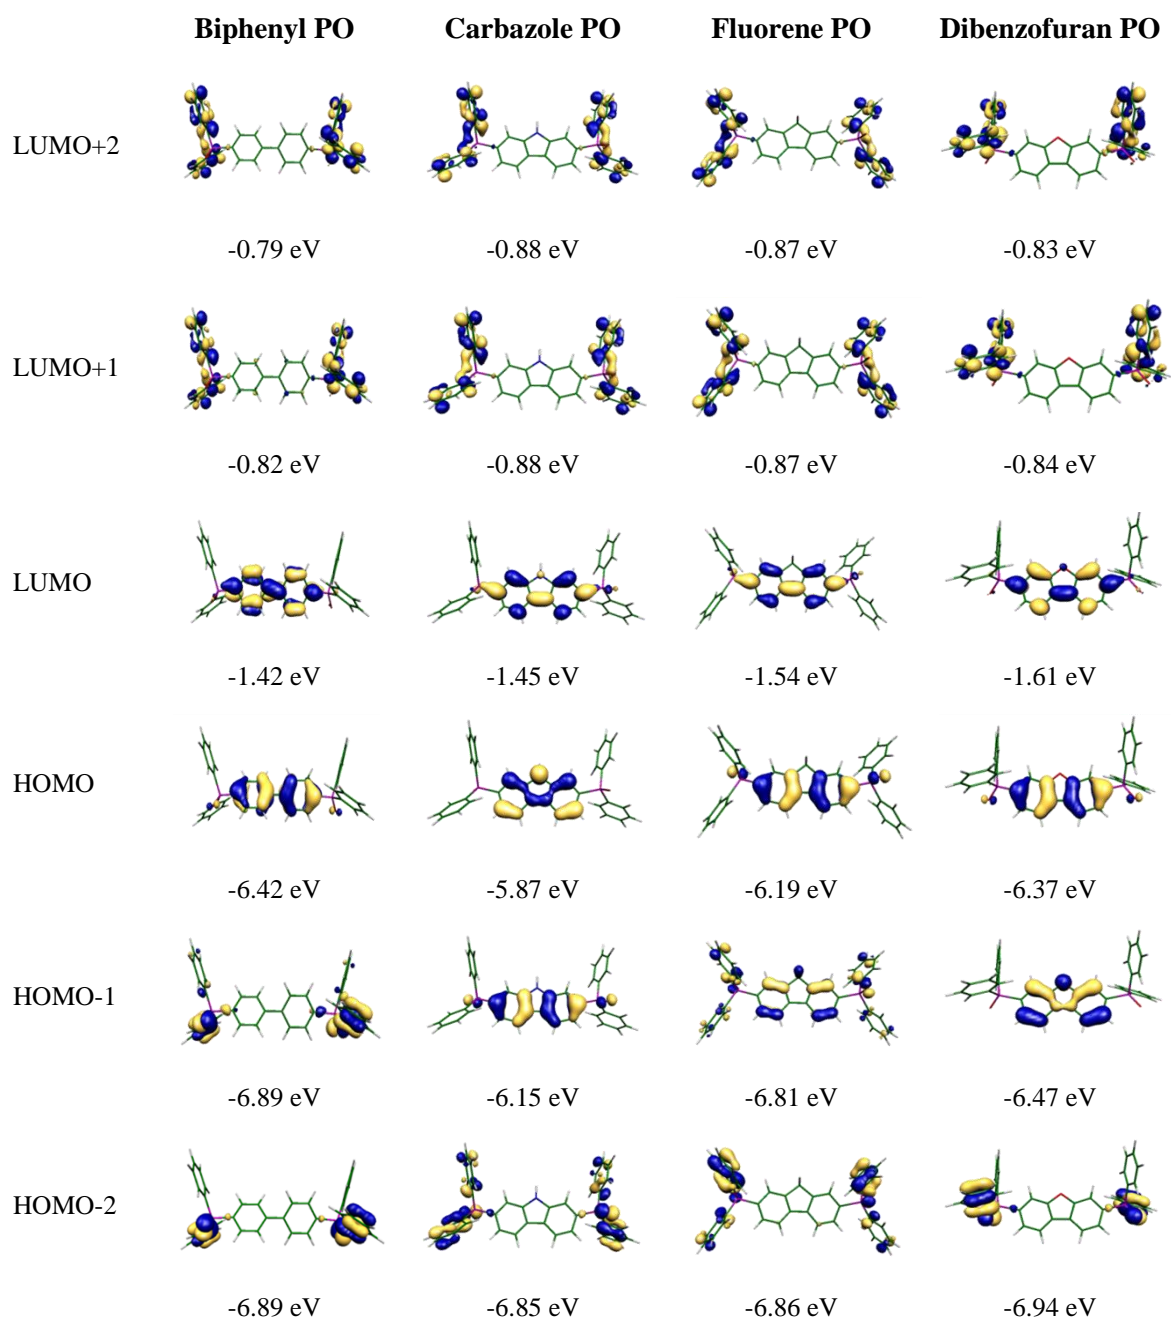 Biphenyl PO Carbazole PO Fluorene PO Dibenzofuran PO
LUMO+2
-0.79 eV -0.88 eV -0.87 eV -0.83 eV
LUMO+1
-0.82 eV -0.88 eV -0.87 eV -0.84 eV
LUMO
-1.42 eV -1.45 eV -1.54 eV -1.61 eV
HOMO
-6.42 eV -5.87 eV -6.19 eV -6.37 eV
HOMO-1
-6.89 eV -6.15 eV -6.81 eV -6.47 eV
HOMO-2
-6.89 eV -6.85 eV -6.86 eV -6.94 eV